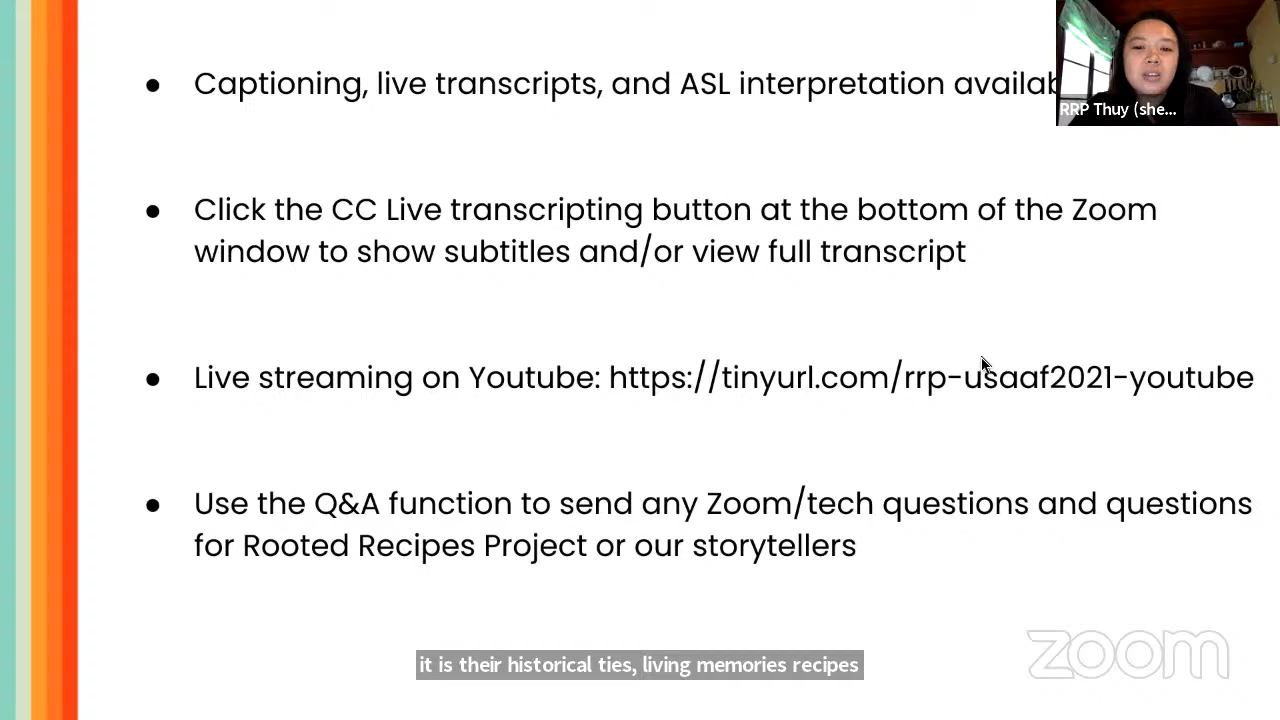 ● Captioning, live transcripts, and ASL interpretation
RRP Thuy (she...
● Click the CC Live transcripting button at the bottom of the Zoom
window to show subtitles and/or view full transcript
● Live streaming on Youtube: https://tinyurl.com/rrp-usaaf2021-youtube
● Use the Q&A function to send any Zoom/tech questions and questions
for Rooted Recipes Project or our storytellers
it is their historical ties, living memories recipes
zoom